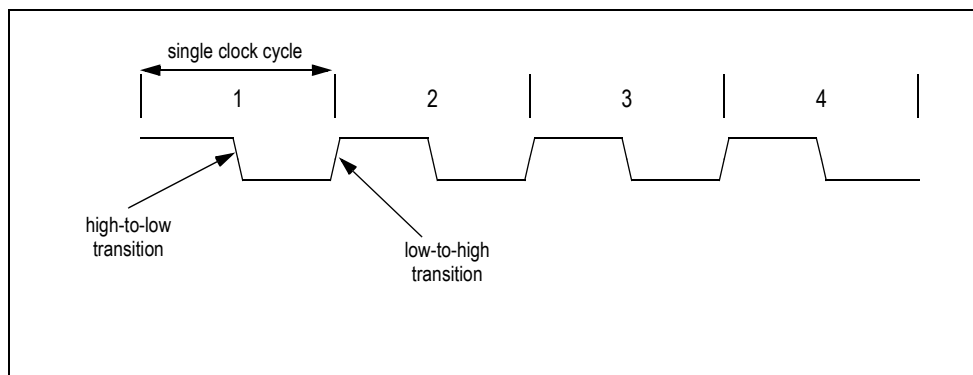 single clock cycle
1 2 3 4
high-to-low
transition
low-to-high
transition